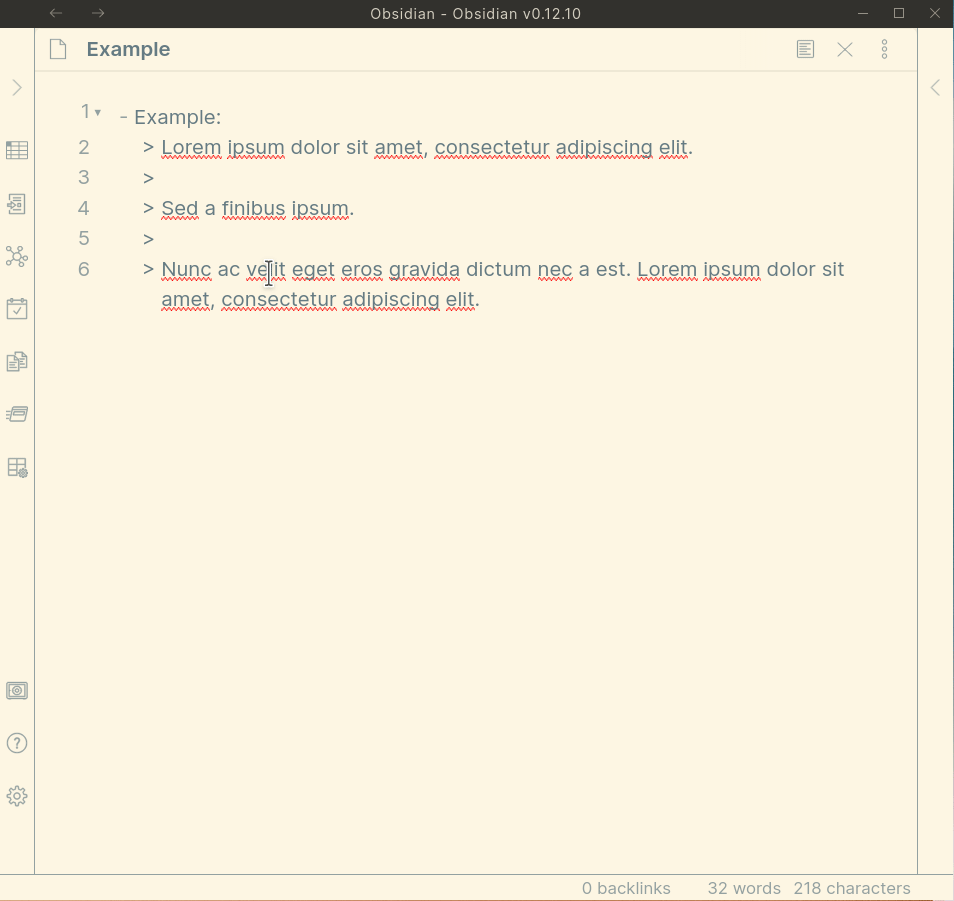 Obsidian - Obsidian v0.12.10
Example
1 - Example:
2 > Lorem ipsum dolor sit amet, consectetur adipiscing elit.
3 >
4 > Sed a finibus ipsum.
5 >
6 > Nunc ac velit eget eros gravida dictum nec a est. Lorem ipsum dolor sit
amet, consectetur adipiscing elit.
0 backlinks 32 words 218 characters